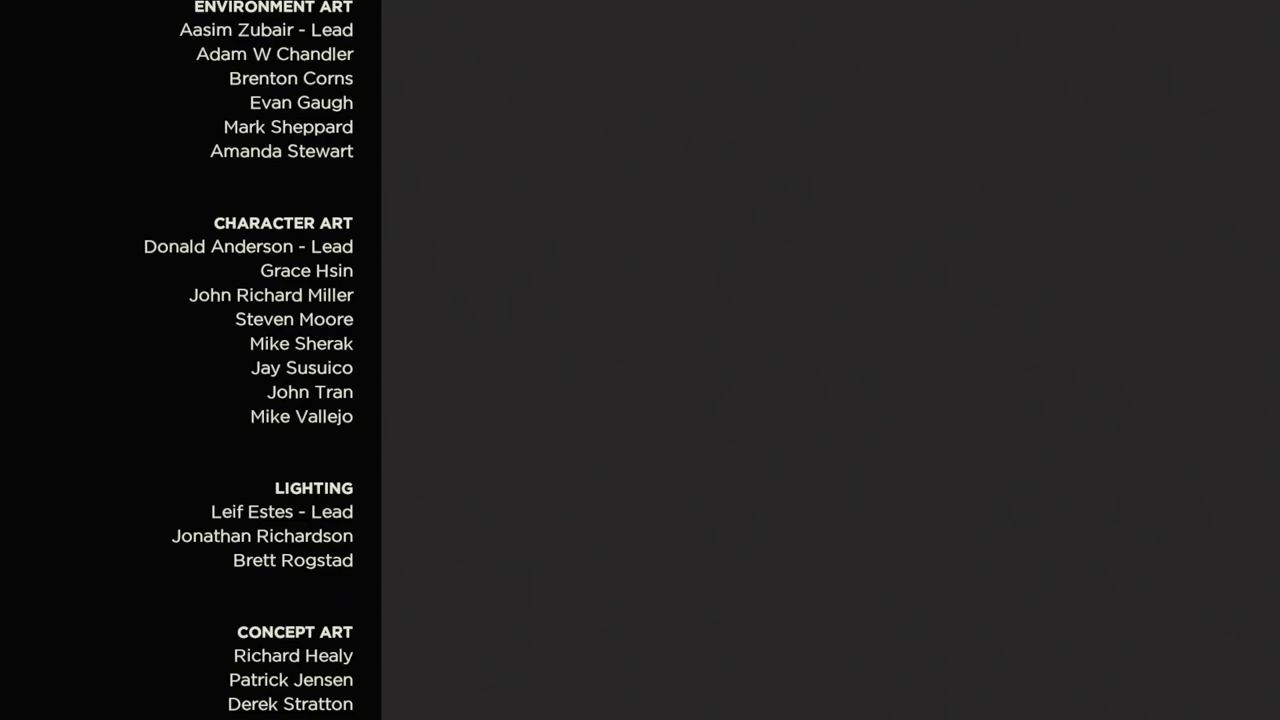 ENVIRONMENT ART
Aasim Zubair - Lead
Adam W Chandler
Brenton Corns
Evan Gaugh
Mark Sheppard
Amanda Stewart
CHARACTER ART
Donald Anderson - Lead
Grace Hsin
John Richard Miller
Steven Moore
Mike Sherak
Jay Susuico
John Tran
Mike Vallejo
LIGHTING
Leif Estes - Lead
Jonathan Richardson
Brett Rogstad
CONCEPT ART
Richard Healy
Patrick Jensen
Derek Stratton